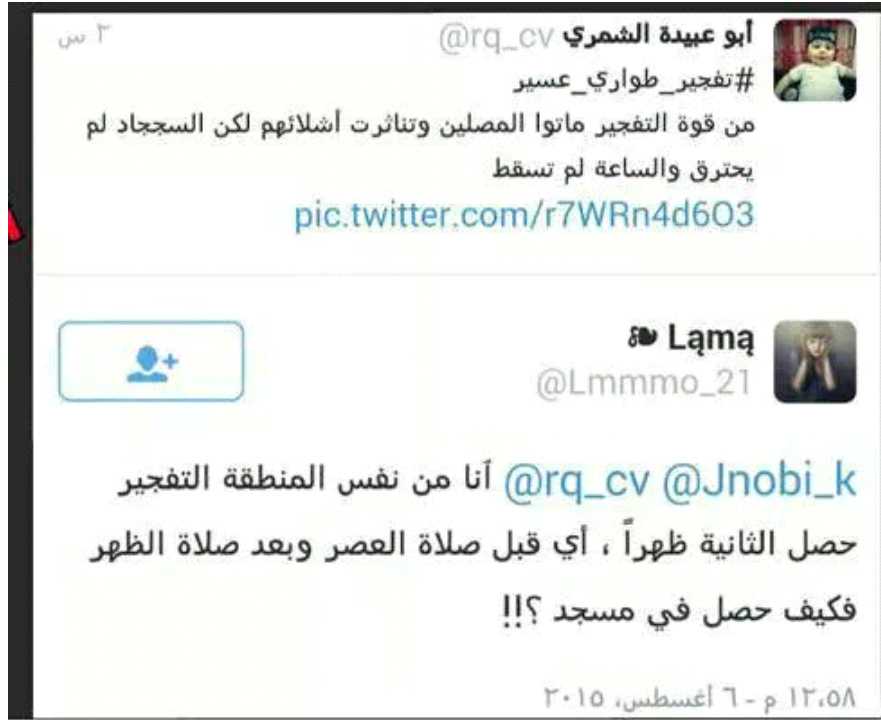 أبو عبيدة الشمري @rq_cv ٢ س
#تفجير_طواري_عسير
من قوة التفجير ماتوا المصلين وتناثرت أشلائهم لكن السججاد لم
يحترق والساعة لم تسقط
pic.twitter.com/r7WRn4d6O3
Ląmą ❧
@Lmmmo_21
@rq_cv @Jnobi_k أنا من نفس المنطقة التفجير
حصل الثانية ظهراً ، أي قبل صلاة العصر وبعد صلاة الظهر
فكيف حصل في مسجد ؟!!
١٢،٥٨ م - ٦ أغسطس، ٢٠١٥